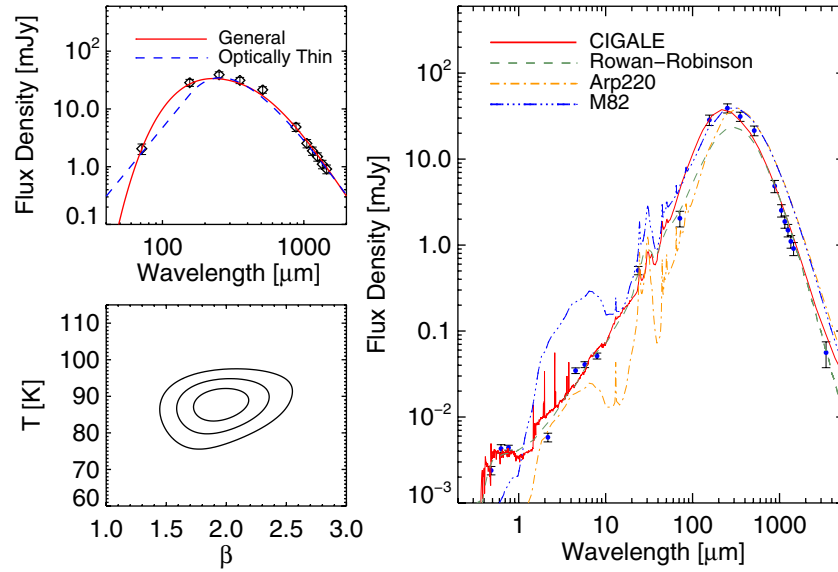 Flux Density [mJy]
10.0
1.0
0.1
General
Optically Thin
100
1000
Wavelength [μm]
T [K]
110
100
90
80
70
60
1.0
1.5
2.0
2.5
3.0
β
Flux Density [mJy]
10.0
1.0
0.1
CIGALE
Rowan−Robinson
Arp220
M82
10²
10⁻²
10⁻³
1
10
100
1000
Wavelength [μm]